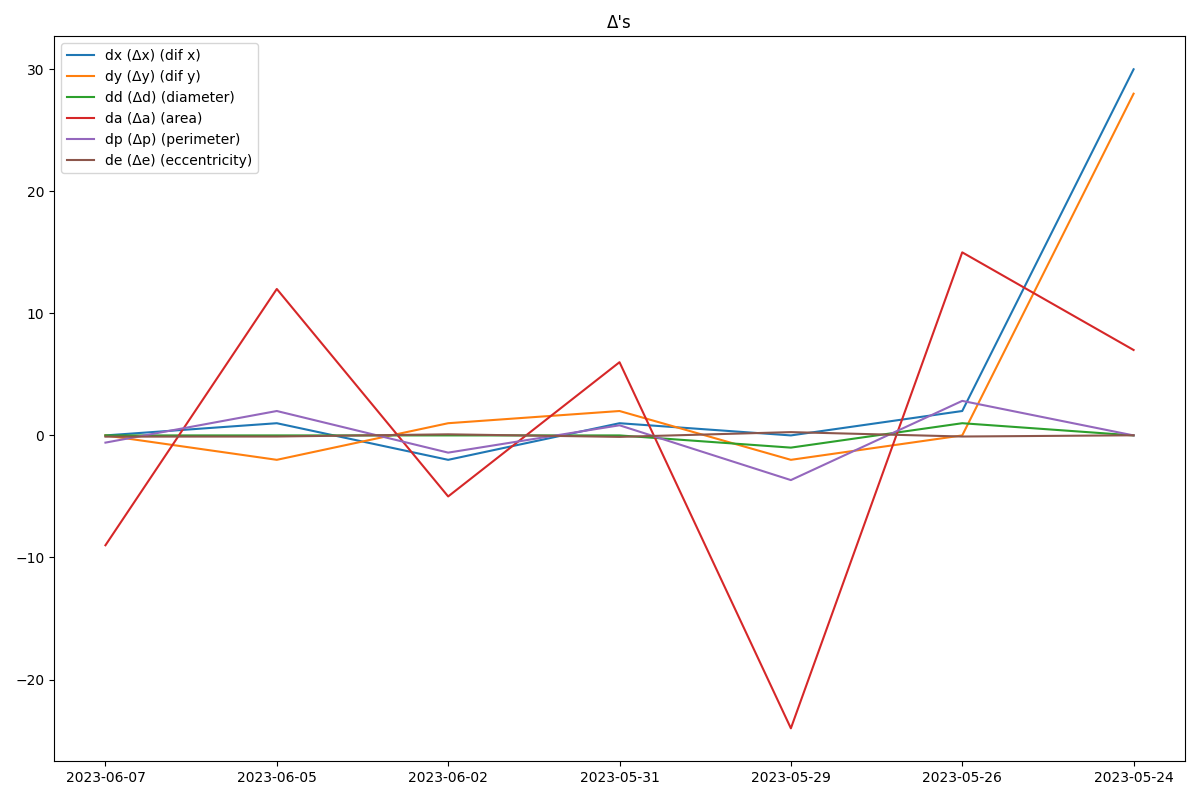 Δ's
dx (Δx) (dif x)
dy (Δy) (dif y)
dd (Δd) (diameter)
da (Δa) (area)
dp (Δp) (perimeter)
de (Δe) (eccentricity)
30
20
10
0
−10
−20
2023-06-07 2023-06-05 2023-06-02 2023-05-31 2023-05-29 2023-05-26 2023-05-24